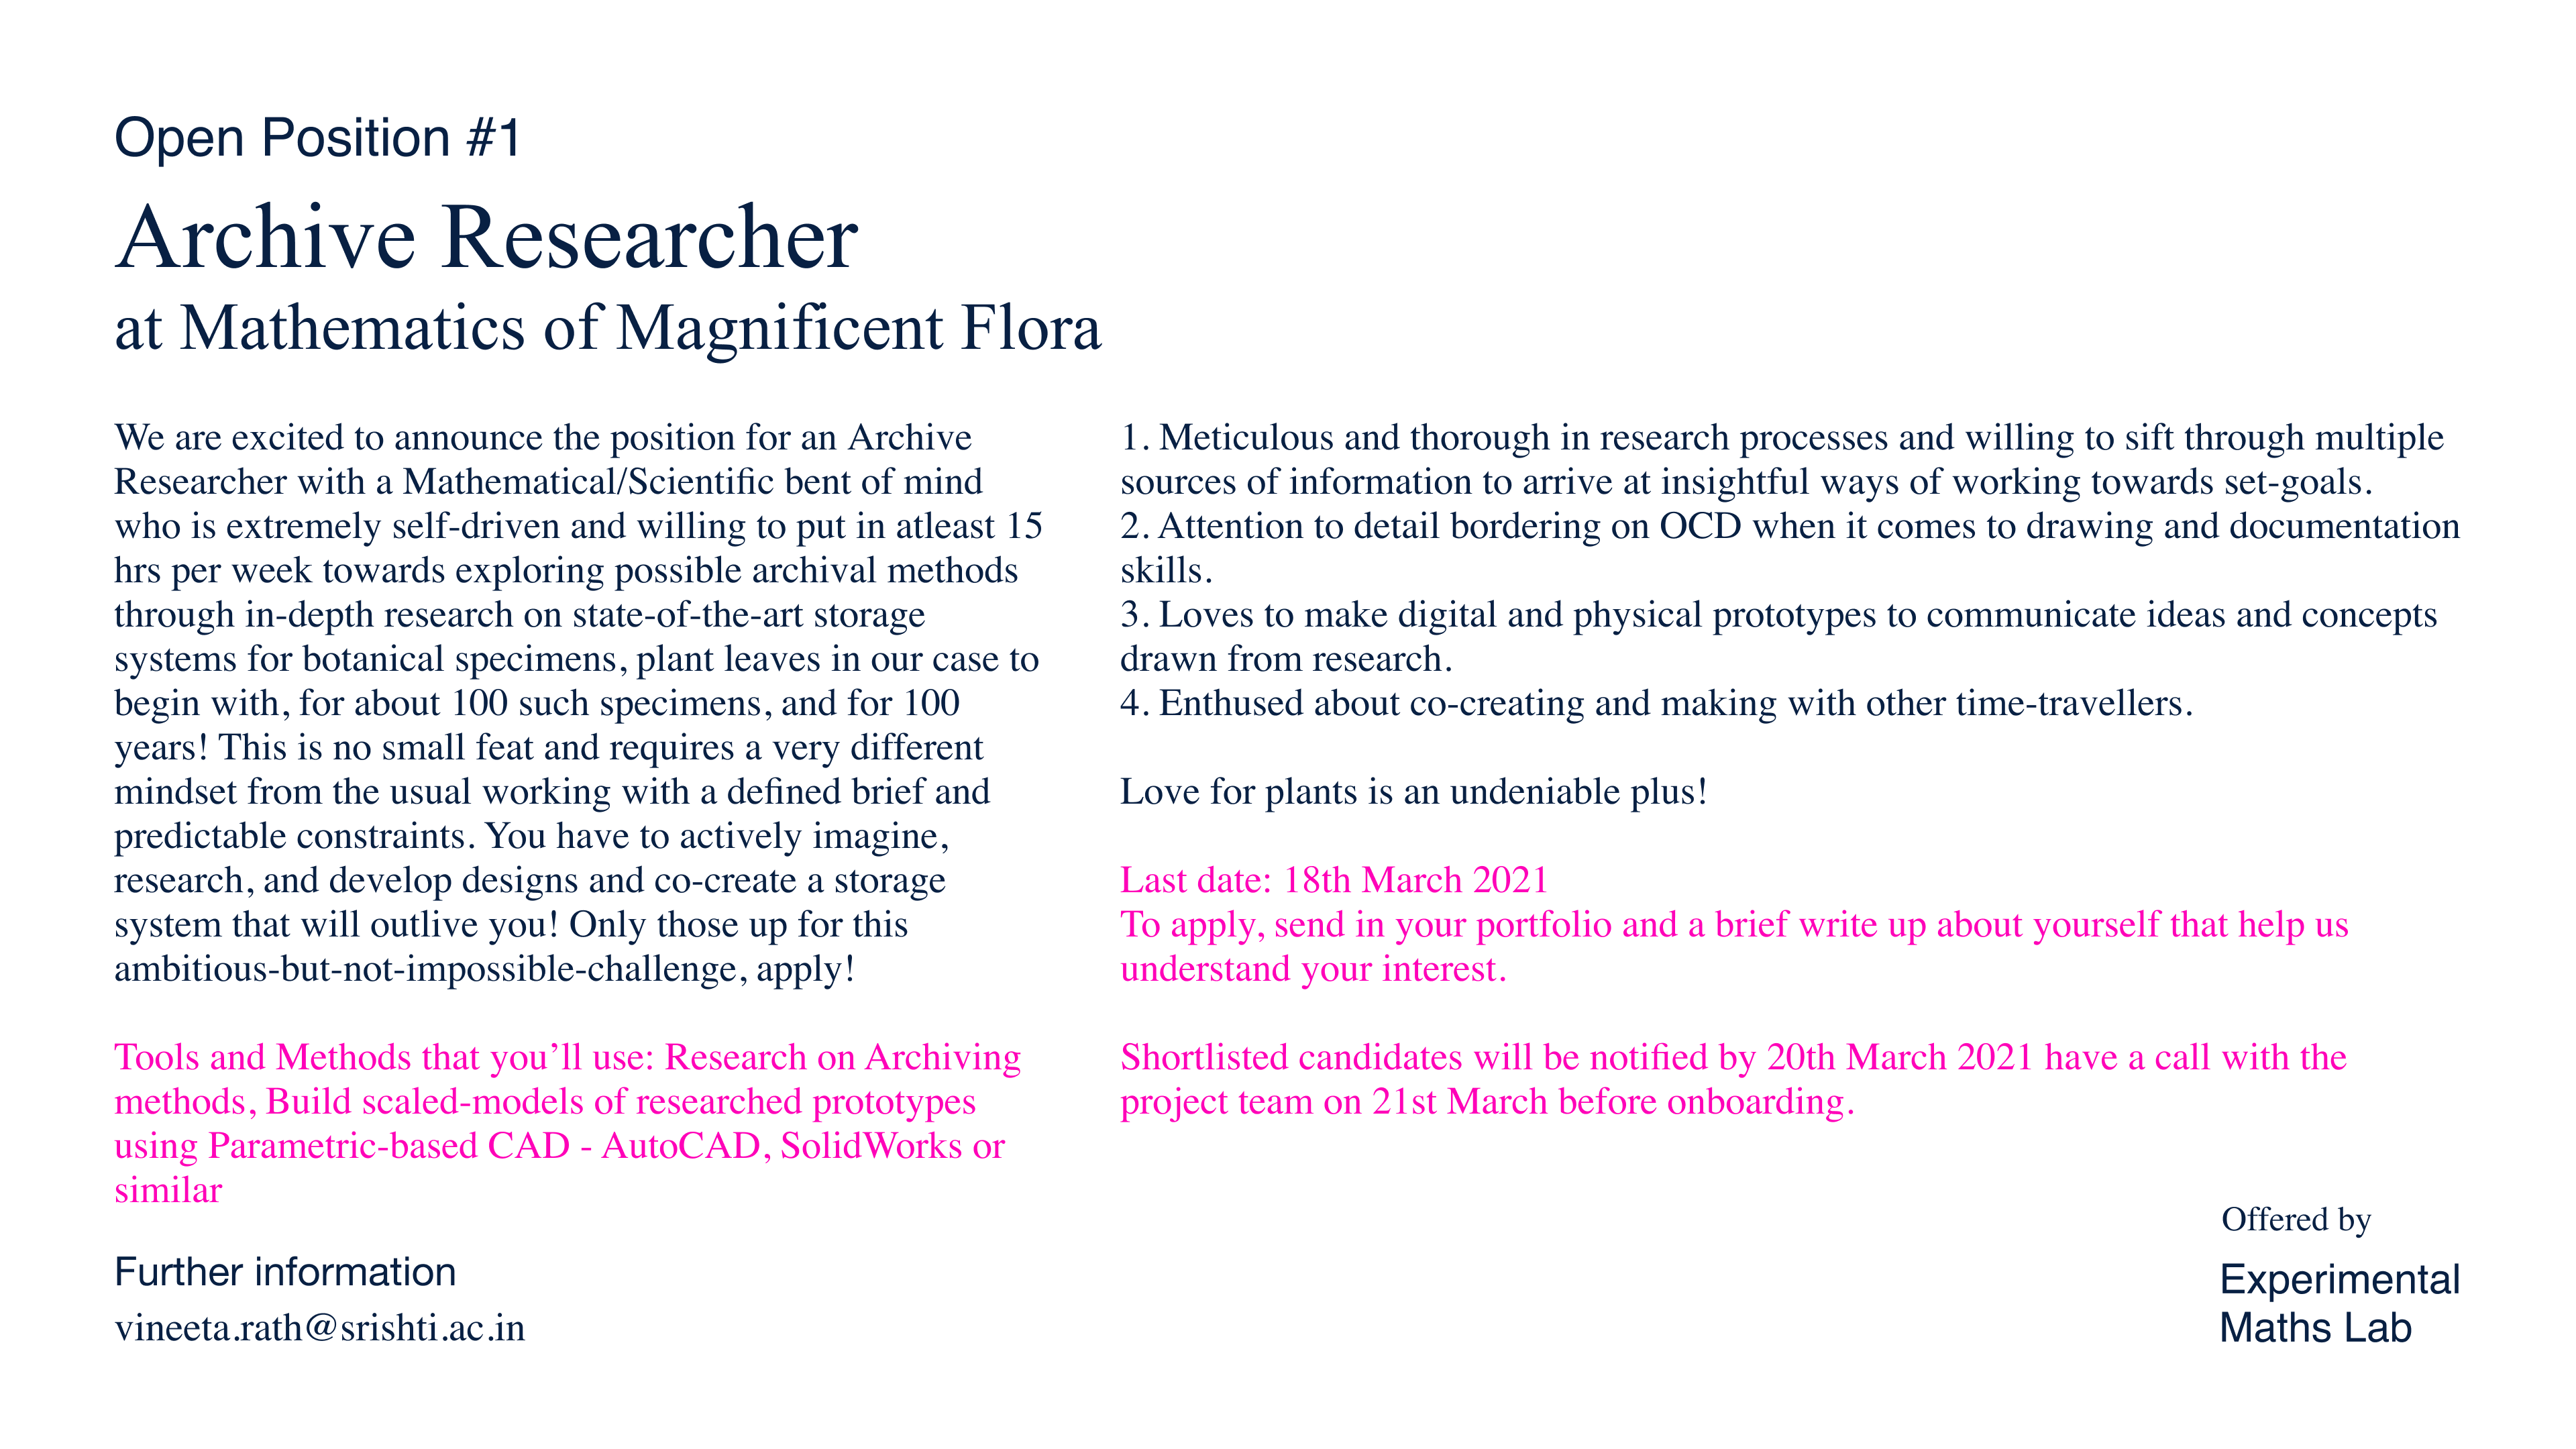 Open Position #1
Archive Researcher
at Mathematics of Magnificent Flora
We are excited to announce the position for an Archive
Researcher with a Mathematical/Scientific bent of mind
who is extremely self-driven and willing to put in atleast 15
hrs per week towards exploring possible archival methods
through in-depth research on state-of-the-art storage
systems for botanical specimens, plant leaves in our case to
begin with, for about 100 such specimens, and for 100
years! This is no small feat and requires a very different
mindset from the usual working with a defined brief and
predictable constraints. You have to actively imagine,
research, and develop designs and co-create a storage
system that will outlive you! Only those up for this
ambitious-but-not-impossible-challenge, apply!
Tools and Methods that you’ll use: Research on Archiving
methods, Build scaled-models of researched prototypes
using Parametric-based CAD - AutoCAD, SolidWorks or
similar
Further information
vineeta.rath@srishti.ac.in
1. Meticulous and thorough in research processes and willing to sift through multiple
sources of information to arrive at insightful ways of working towards set-goals.
2. Attention to detail bordering on OCD when it comes to drawing and documentation
skills.
3. Loves to make digital and physical prototypes to communicate ideas and concepts
drawn from research.
4. Enthused about co-creating and making with other time-travellers.
Love for plants is an undeniable plus!
Last date: 18th March 2021
To apply, send in your portfolio and a brief write up about yourself that help us
understand your interest.
Shortlisted candidates will be notified by 20th March 2021 have a call with the
project team on 21st March before onboarding.
Offered by
Experimental
Maths Lab